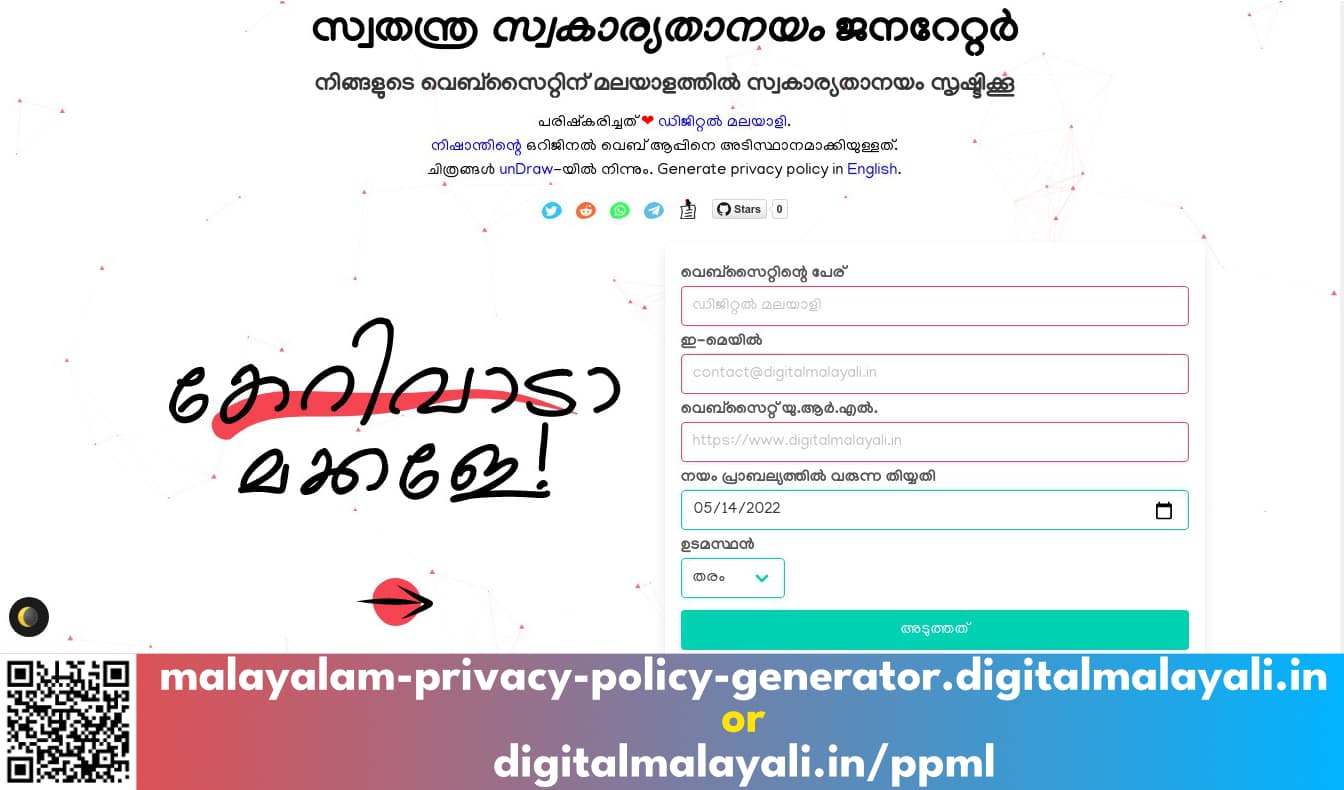 സ്വതന്ത്ര സ്വകാര്യതാനയം ജനറേറ്റർ
നിങ്ങളുടെ വെബ്സൈറ്റിന് മലയാളത്തിൽ സ്വകാര്യതാനയം സൃഷ്ടിക്കൂ
പരിഷ്കരിച്ചത് ❤ ഡിജിറ്റൽ മലയാളി.
നിഷാന്തിന്റെ ഒറിജിനൽ വെബ് ആപ്പിനെ അടിസ്ഥാനമാക്കിയുള്ളത്.
ചിത്രങ്ങൾ unDraw-യിൽ നിന്നും. Generate privacy policy in English.
Stars 0
കേറിവാടാ
മക്കളേ!
വെബ്സൈറ്റിന്റെ പേര്
ഡിജിറ്റൽ മലയാളി
ഇ-മെയിൽ
contact@digitalmalayali.in
വെബ്സൈറ്റ് യു.ആർ.എൽ.
https://www.digitalmalayali.in
നയം പ്രാബല്യത്തിൽ വരുന്ന തിയ്യതി
05/14/2022
ഉടമസ്ഥൻ
തരം
അടുത്തത്
malayalam-privacy-policy-generator.digitalmalayali.in
or
digitalmalayali.in/ppml